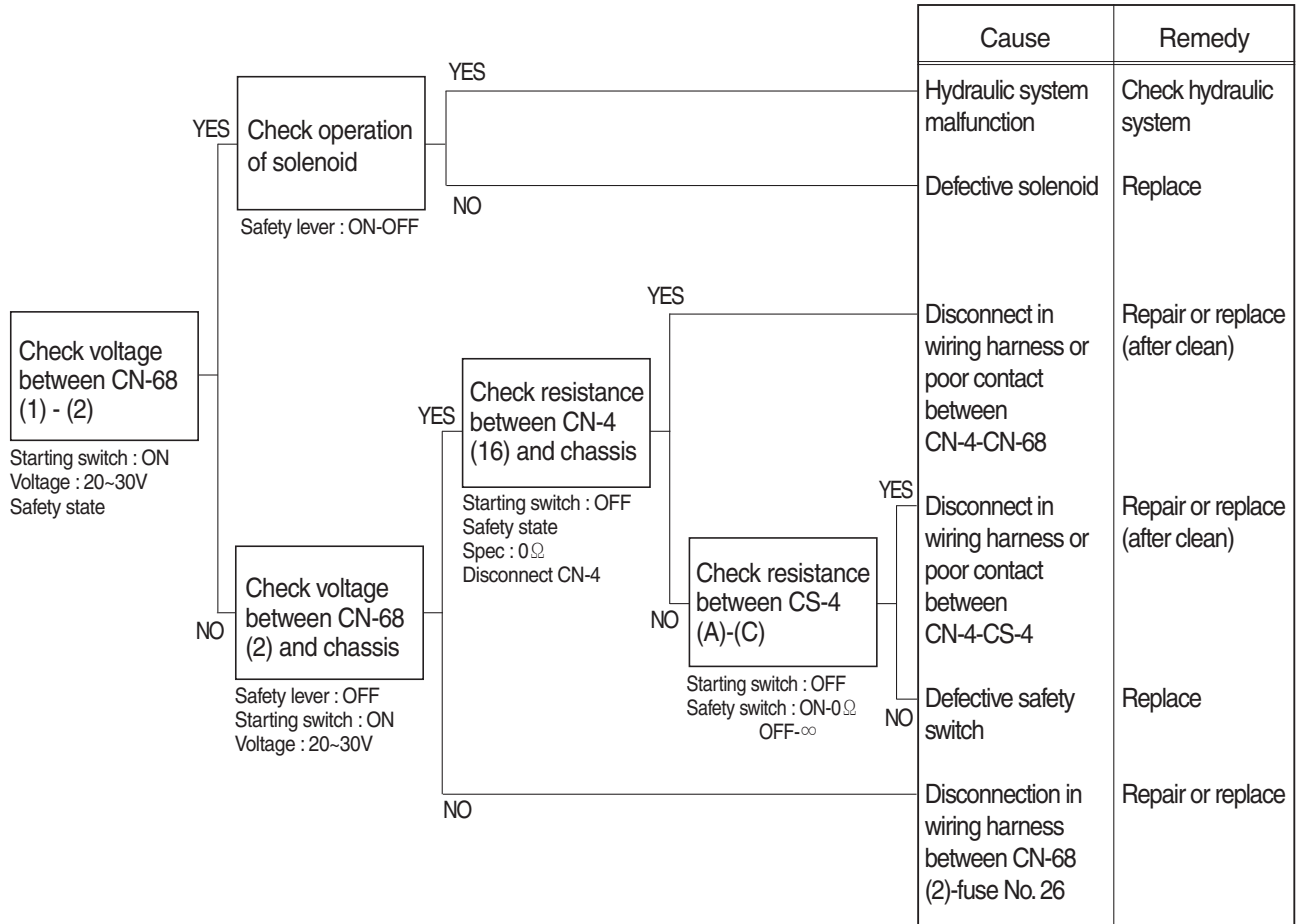 Cause
Remedy
YES
Hydraulic system
malfunction
Check hydraulic
system
YES
Check operation
of solenoid
NO
Defective solenoid
Replace
Safety lever : ON-OFF
YES
Disconnect in
wiring harness or
poor contact
between
CN-4-CN-68
Repair or replace
(after clean)
Check voltage
between CN-68
(1) - (2)
Starting switch : ON
Voltage : 20~30V
Safety state
YES
Check resistance
between CN-4
(16) and chassis
Starting switch : OFF
Safety state
Spec : 0Ω
Disconnect CN-4
YES
Disconnect in
wiring harness or
poor contact
between
CN-4-CS-4
Repair or replace
(after clean)
NO
Check voltage
between CN-68
(2) and chassis
Safety lever : OFF
Starting switch : ON
Voltage : 20~30V
NO
Check resistance
between CS-4
(A)-(C)
Starting switch : OFF
Safety switch : ON-0Ω
OFF-∞
NO
Defective safety
switch
Replace
NO
Disconnection in
wiring harness
between CN-68
(2)-fuse No. 26
Repair or replace